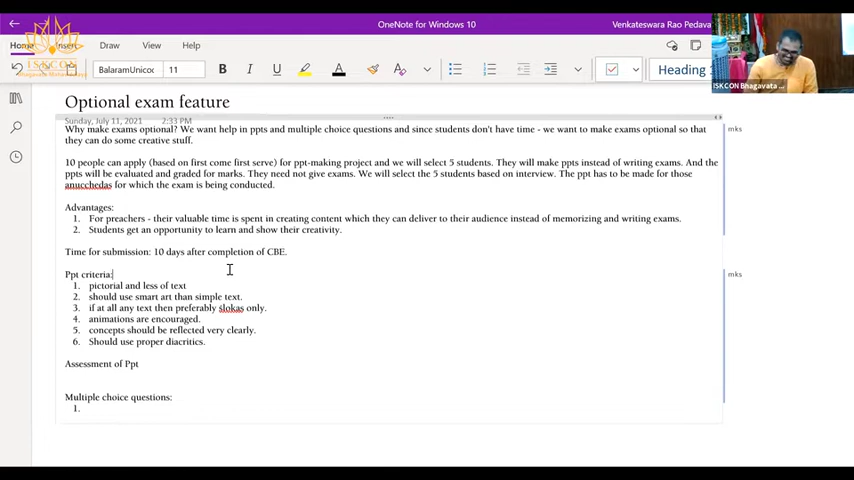 OneNote for Windows 10
Venkateswara Rao Pedava
Home Insert Draw View Help
ISKCON
BalaramUnicoc 11 B I U A A Heading
ISKCON Bhagavata ...
Optional exam feature
Sunday, July 11, 2021 2:33 PM
Why make exams optional? We want help in ppts and multiple choice questions and since students don't have time - we want to make exams optional so that
they can do some creative stuff.
mks
10 people can apply (based on first come first serve) for ppt-making project and we will select 5 students. They will make ppts instead of writing exams. And the
ppts will be evaluated and graded for marks. They need not give exams. We will select the 5 students based on interview. The ppt has to be made for those
anucchedas for which the exam is being conducted.
Advantages:
1. For preachers - their valuable time is spent in creating content which they can deliver to their audience instead of memorizing and writing exams.
2. Students get an opportunity to learn and show their creativity.
Time for submission: 10 days after completion of CBE.
Ppt criteria:
mks
1. pictorial and less of text
2. should use smart art than simple text.
3. if at all any text then preferably ślokas only.
4. animations are encouraged.
5. concepts should be reflected very clearly.
6. Should use proper diacritics.
Assessment of Ppt
Multiple choice questions:
1.